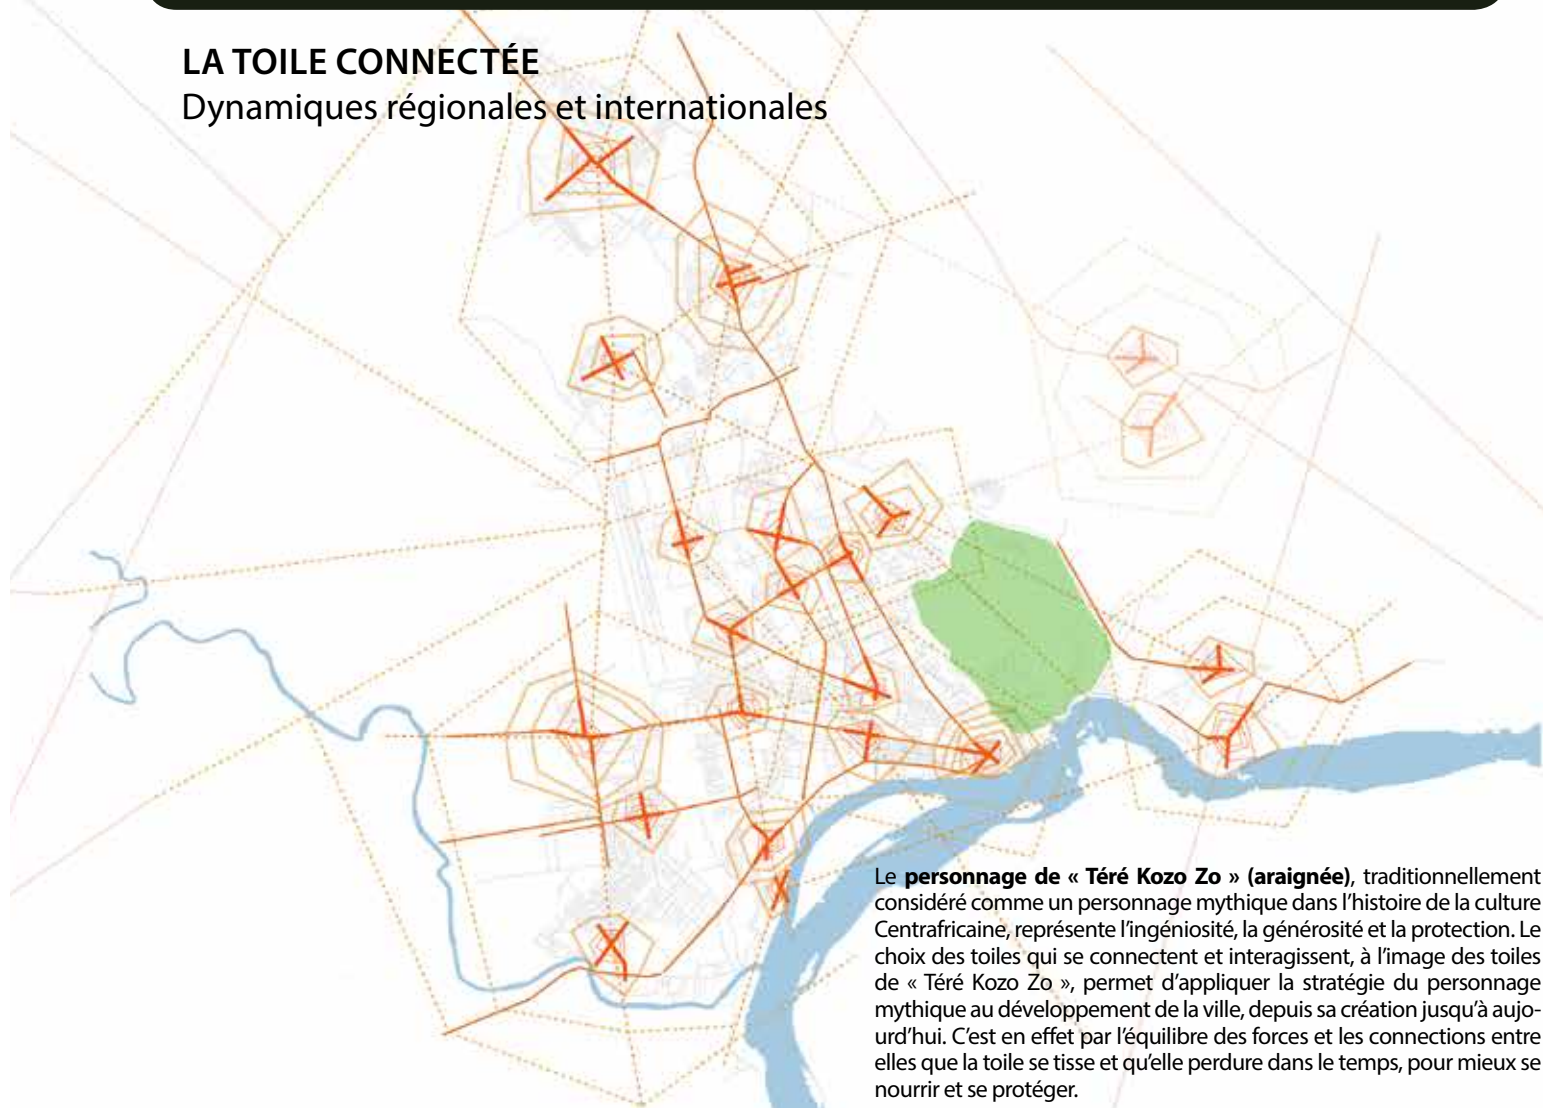 LA TOILE CONNECTÉE
Dynamiques régionales et internationales
Le personnage de « Téré Kozo Zo » (araignée), traditionnellement
considéré comme un personnage mythique dans l'histoire de la culture
Centrafricaine, représente l'ingéniosité, la générosité et la protection. Le
choix des toiles qui se connectent et interagissent, à l'image des toiles
de « Téré Kozo Zo », permet d'appliquer la stratégie du personnage
mythique au développement de la ville, depuis sa création jusqu'à aujo-
urd'hui. C'est en effet par l'équilibre des forces et les connections entre
elles que la toile se tisse et qu'elle perdure dans le temps, pour mieux se
nourrir et se protéger.